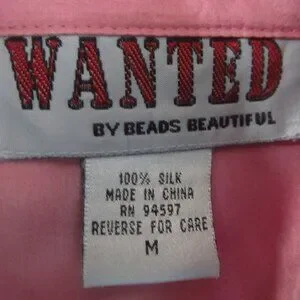 WANTED
BY BEADS BEAUTIFUL
100% SILK
MADE IN CHINA
RN 94597
REVERSE FOR CARE
M